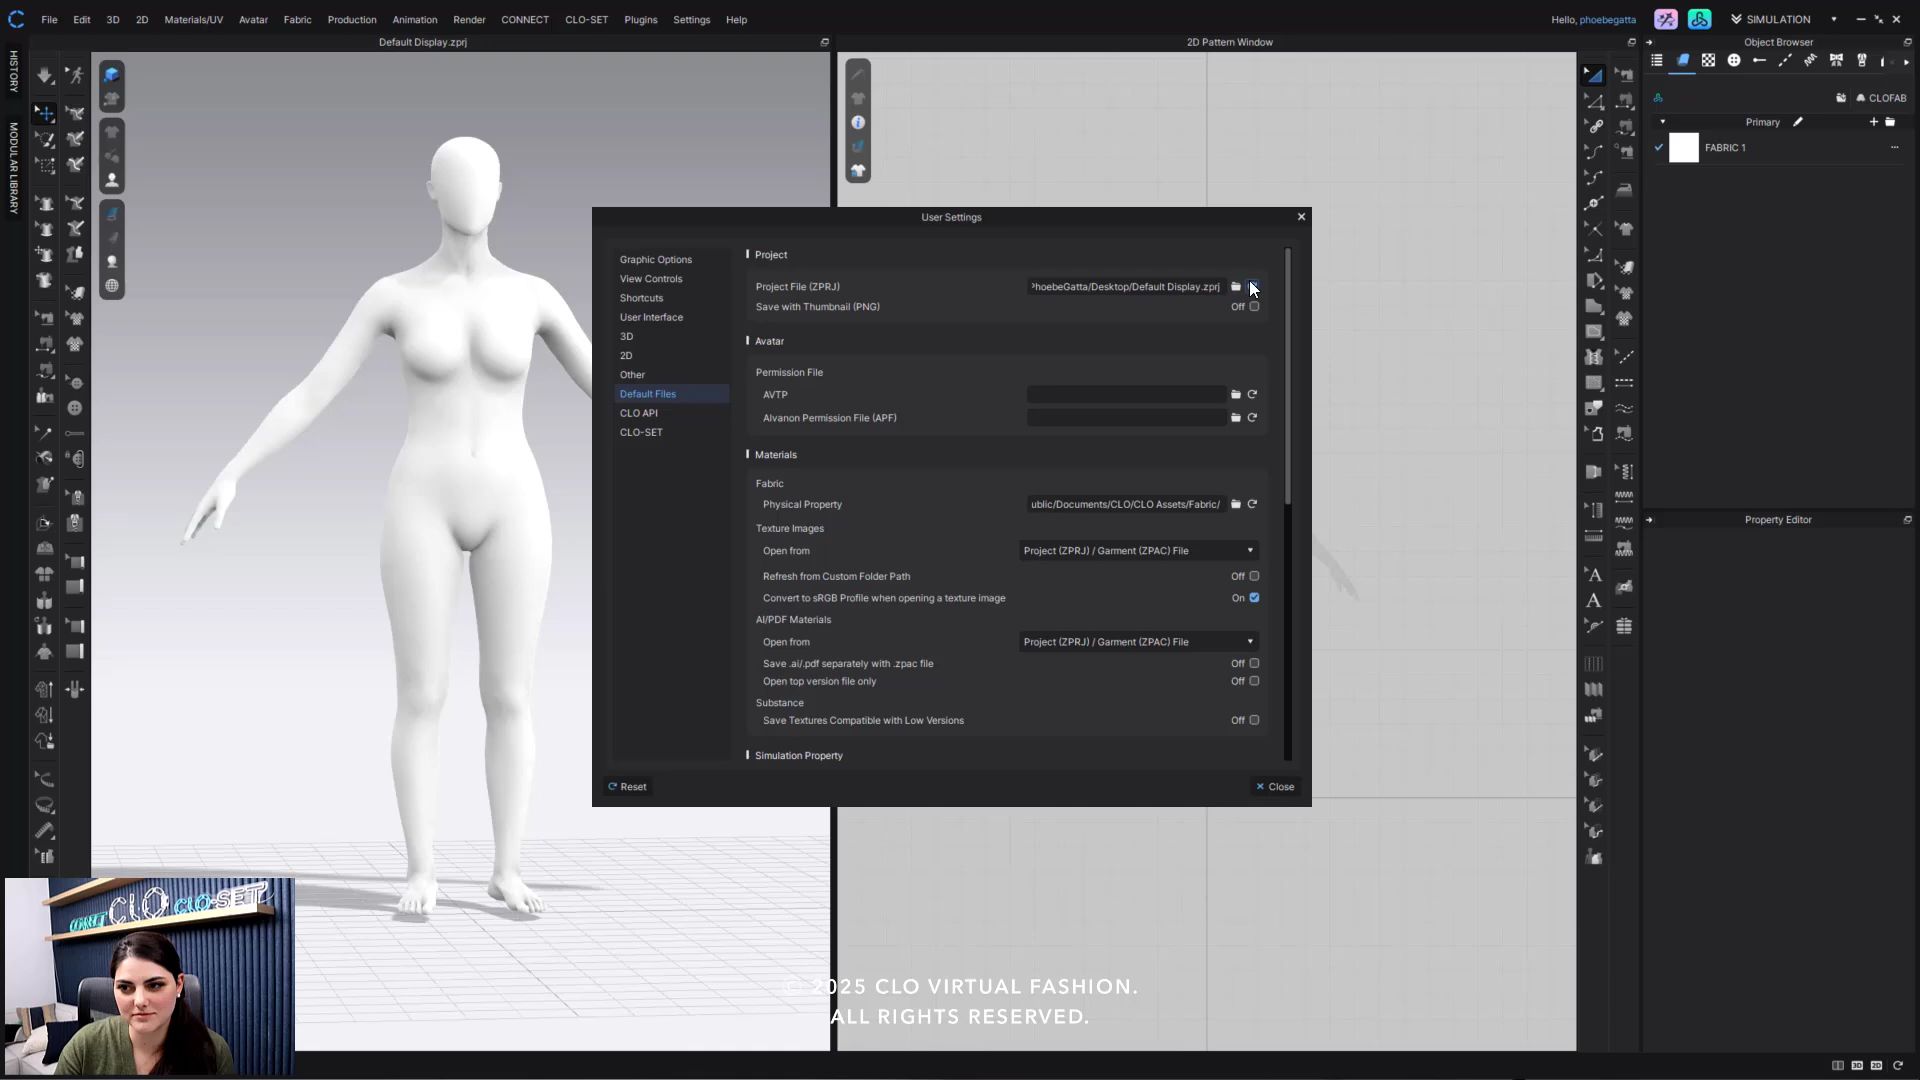 File Edit 3D 2D Materials/UV Avatar Fabric Production Animation Render CONNECT CLO-SET Plugins Settings Help
Hello, phoebegatta
SIMULATION
Default Display.zprj
2D Pattern Window
Object Browser
HISTORY
MODULAR LIBRARY
CLOFAB
Primary
FABRIC 1
Property Editor
User Settings
Graphic Options
View Controls
Shortcuts
User Interface
3D
2D
Other
Default Files
CLO API
CLO-SET
Project
Project File (ZPRJ) PhoebeGatta/Desktop/Default Display.zprj
Save with Thumbnail (PNG) Off
Avatar
Permission File
AVTP
Alvanon Permission File (APF)
Materials
Fabric
Physical Property ublic/Documents/CLO/CLO Assets/Fabric/
Texture Images
Open from Project (ZPRJ) / Garment (ZPAC) File
Refresh from Custom Folder Path Off
Convert to sRGB Profile when opening a texture image On
AI/PDF Materials
Open from Project (ZPRJ) / Garment (ZPAC) File
Save .ai/.pdf separately with .zpac file Off
Open top version file only Off
Substance
Save Textures Compatible with Low Versions Off
Simulation Property
Reset
Close
CLO CLO-SET
© 2025 CLO VIRTUAL FASHION.
ALL RIGHTS RESERVED.
3D 2D